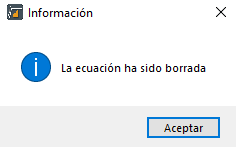 Información
La ecuación ha sido borrada
Aceptar